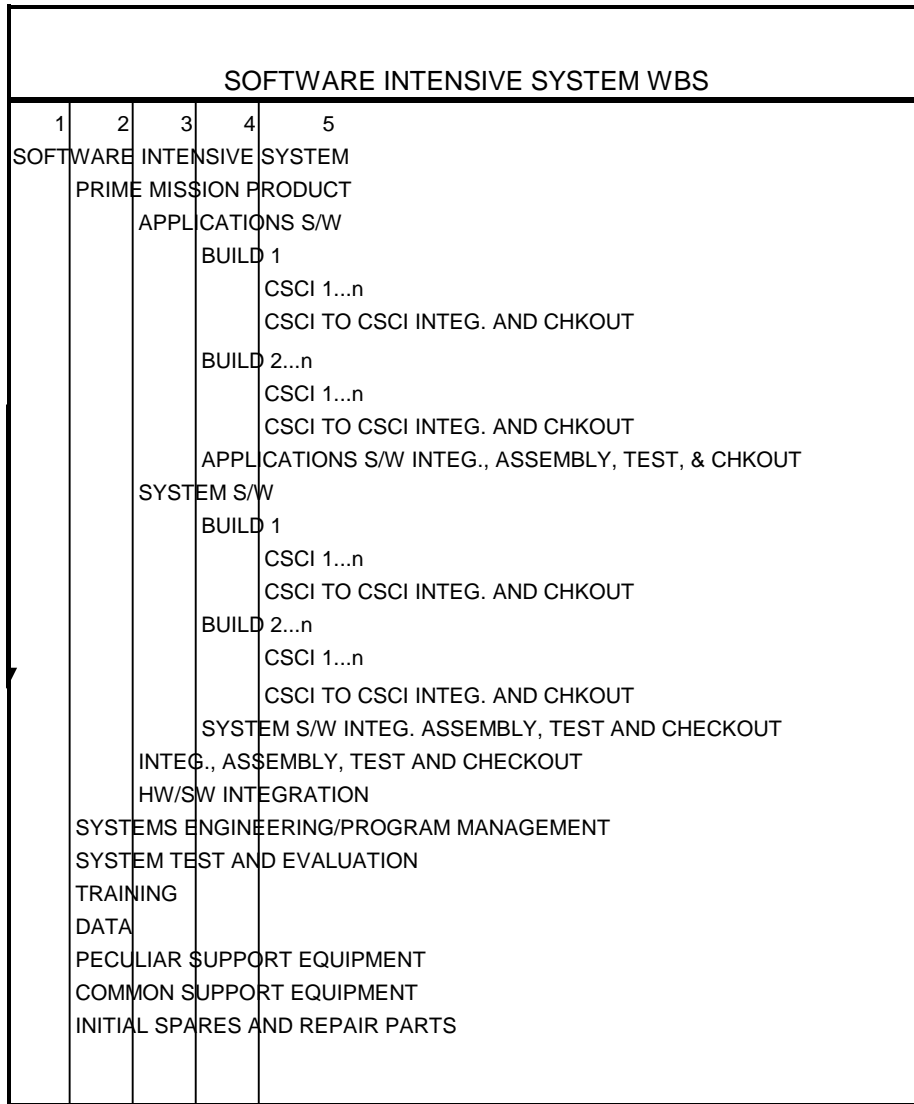 SOFTWARE INTENSIVE SYSTEM WBS
1 2 3 4 5
SOFTWARE INTENSIVE SYSTEM
PRIME MISSION PRODUCT
APPLICATIONS S/W
BUILD 1
CSCI 1...n
CSCI TO CSCI INTEG. AND CHKOUT
BUILD 2...n
CSCI 1...n
CSCI TO CSCI INTEG. AND CHKOUT
APPLICATIONS S/W INTEG., ASSEMBLY, TEST, & CHKOUT
SYSTEM S/W
BUILD 1
CSCI 1...n
CSCI TO CSCI INTEG. AND CHKOUT
BUILD 2...n
CSCI 1...n
CSCI TO CSCI INTEG. AND CHKOUT
SYSTEM S/W INTEG. ASSEMBLY, TEST AND CHECKOUT
INTEG., ASSEMBLY, TEST AND CHECKOUT
HW/SW INTEGRATION
SYSTEMS ENGINEERING/PROGRAM MANAGEMENT
SYSTEM TEST AND EVALUATION
TRAINING
DATA
PECULIAR SUPPORT EQUIPMENT
COMMON SUPPORT EQUIPMENT
INITIAL SPARES AND REPAIR PARTS